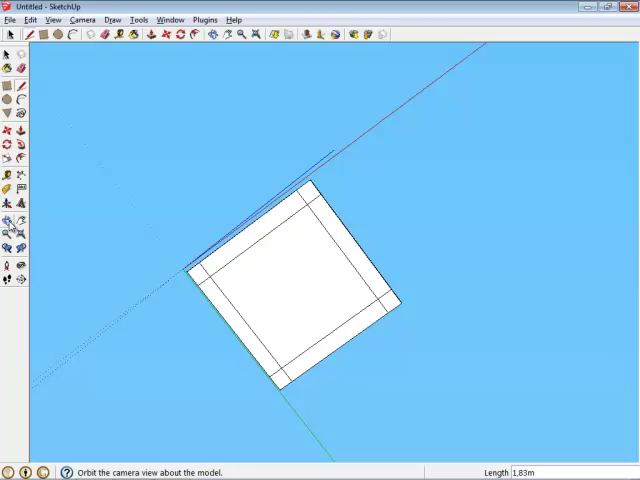 Untitled - SketchUp
File Edit View Camera Draw Tools Window Plugins Help
Orbit the camera view about the model.
Length 1,83m